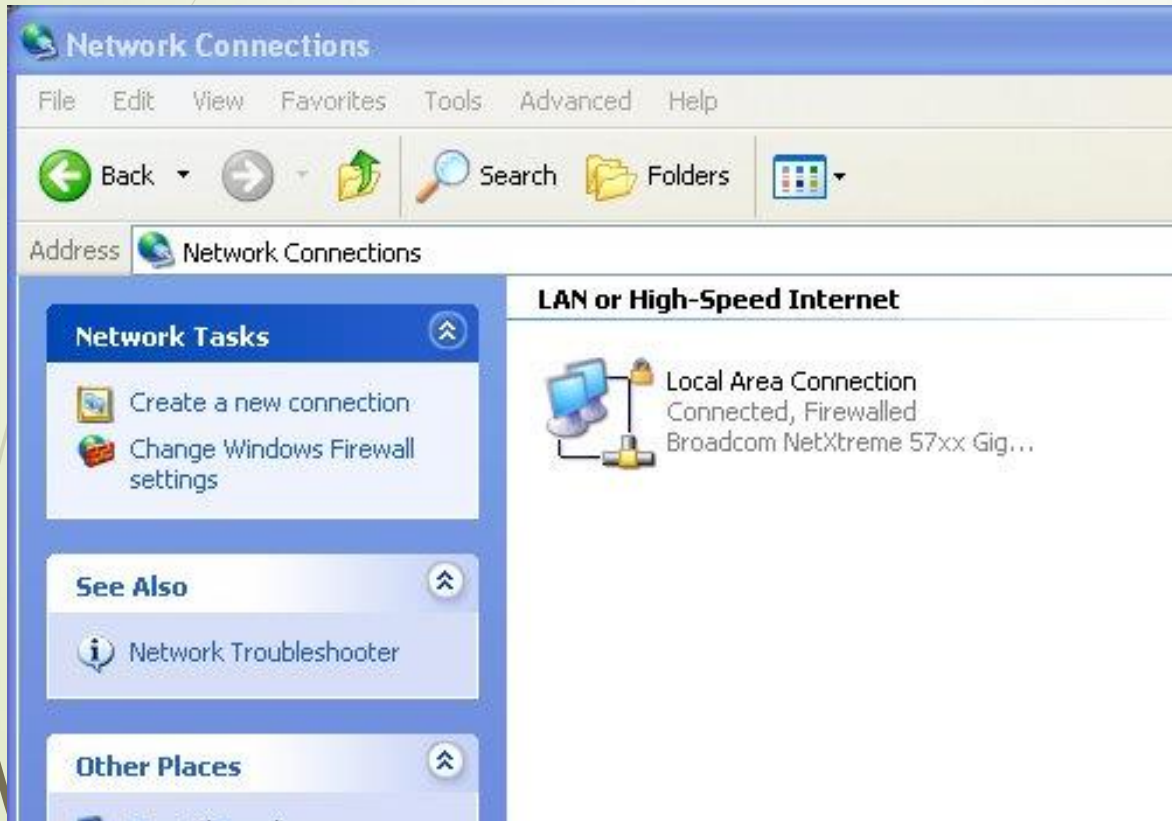 Network Connections
File Edit View Favorites Tools Advanced Help
Back Search Folders
Address Network Connections
Network Tasks
Create a new connection
Change Windows Firewall
settings
See Also
Network Troubleshooter
Other Places
LAN or High-Speed Internet
Local Area Connection
Connected, Firewalled
Broadcom NetXtreme 57xx Gig...